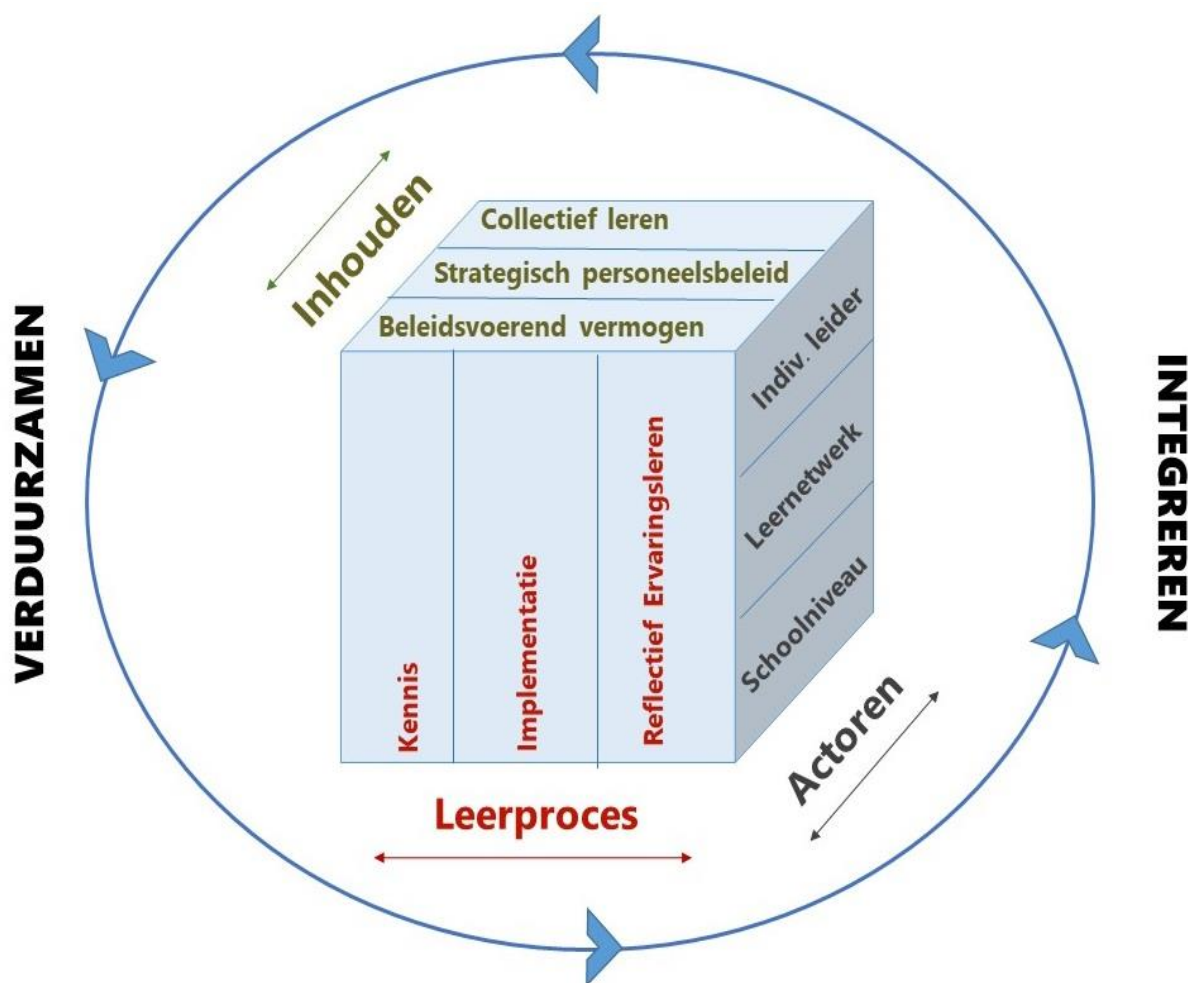 Inhouden
Collectief leren
Strategisch personeelsbeleid
Beleidsvoerend vermogen
VERDUURZAMEN
INTEGREREN
Indiv. leider
Leernetwerk
Schoolniveau
Kennis
Implementatie
Reflectief Ervaringsleren
Actoren
Leerproces